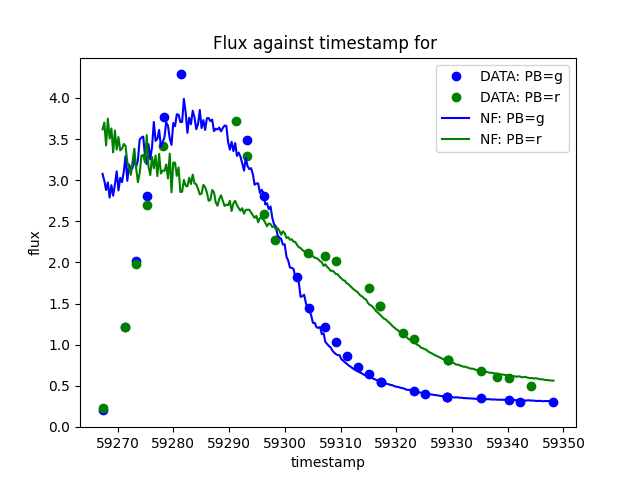 Flux against timestamp for
DATA: PB=g
DATA: PB=r
NF: PB=g
NF: PB=r
flux
4.0
3.5
3.0
2.5
2.0
1.5
1.0
0.5
0.0
59270 59280 59290 59300 59310 59320 59330 59340 59350
timestamp